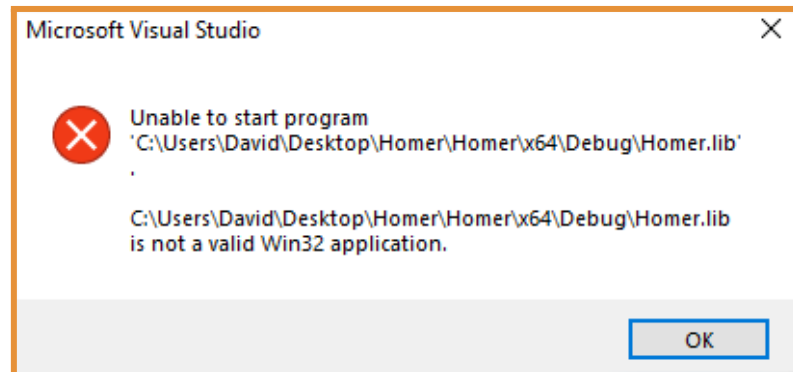 Microsoft Visual Studio
Unable to start program
'C:\Users\David\Desktop\Homer\Homer\x64\Debug\Homer.lib'
.
C:\Users\David\Desktop\Homer\Homer\x64\Debug\Homer.lib
is not a valid Win32 application.
OK